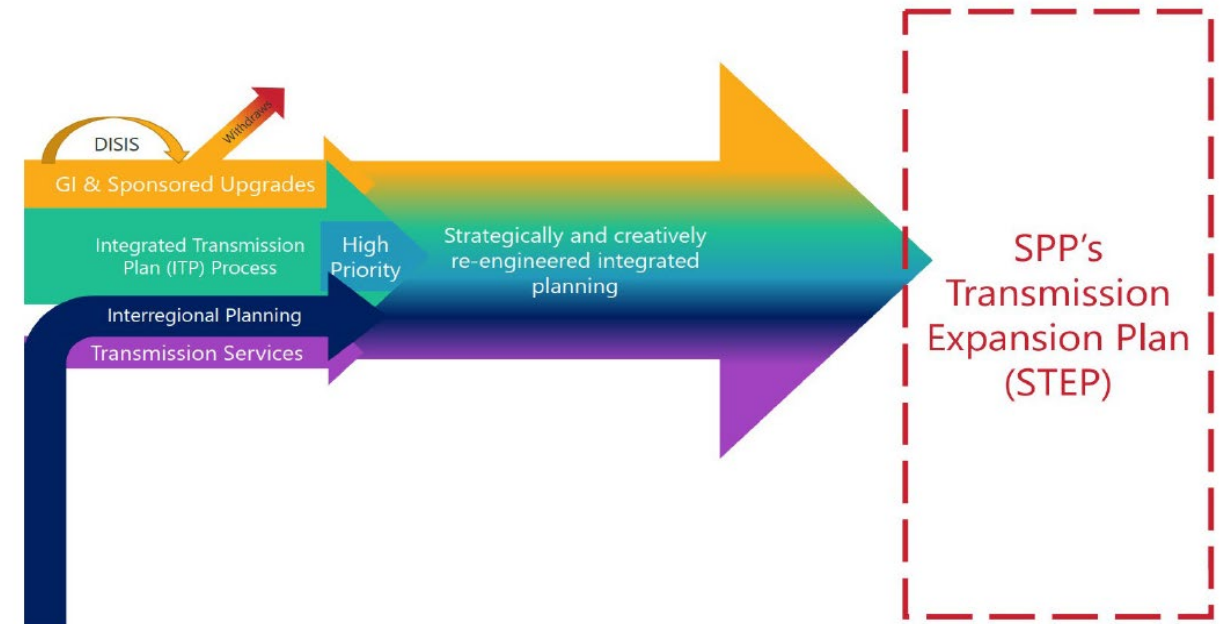 DISIS
Withdraws
GI & Sponsored Upgrades
Integrated Transmission
Plan (ITP) Process
High
Priority
Interregional Planning
Transmission Services
Strategically and creatively
re-engineered integrated
planning
SPP's
Transmission
Expansion Plan
(STEP)